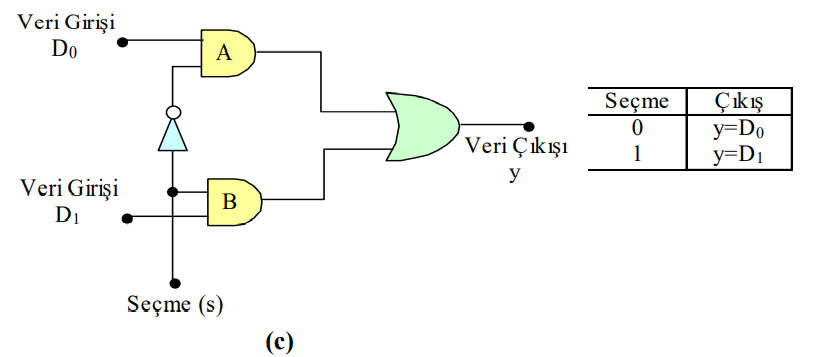 Veri Girişi
D0
A
Veri Girişi
D1
B
Seçme (s)
Veri Çıkışı
y
Seçme Çıkış
0 y=D0
1 y=D1
(c)